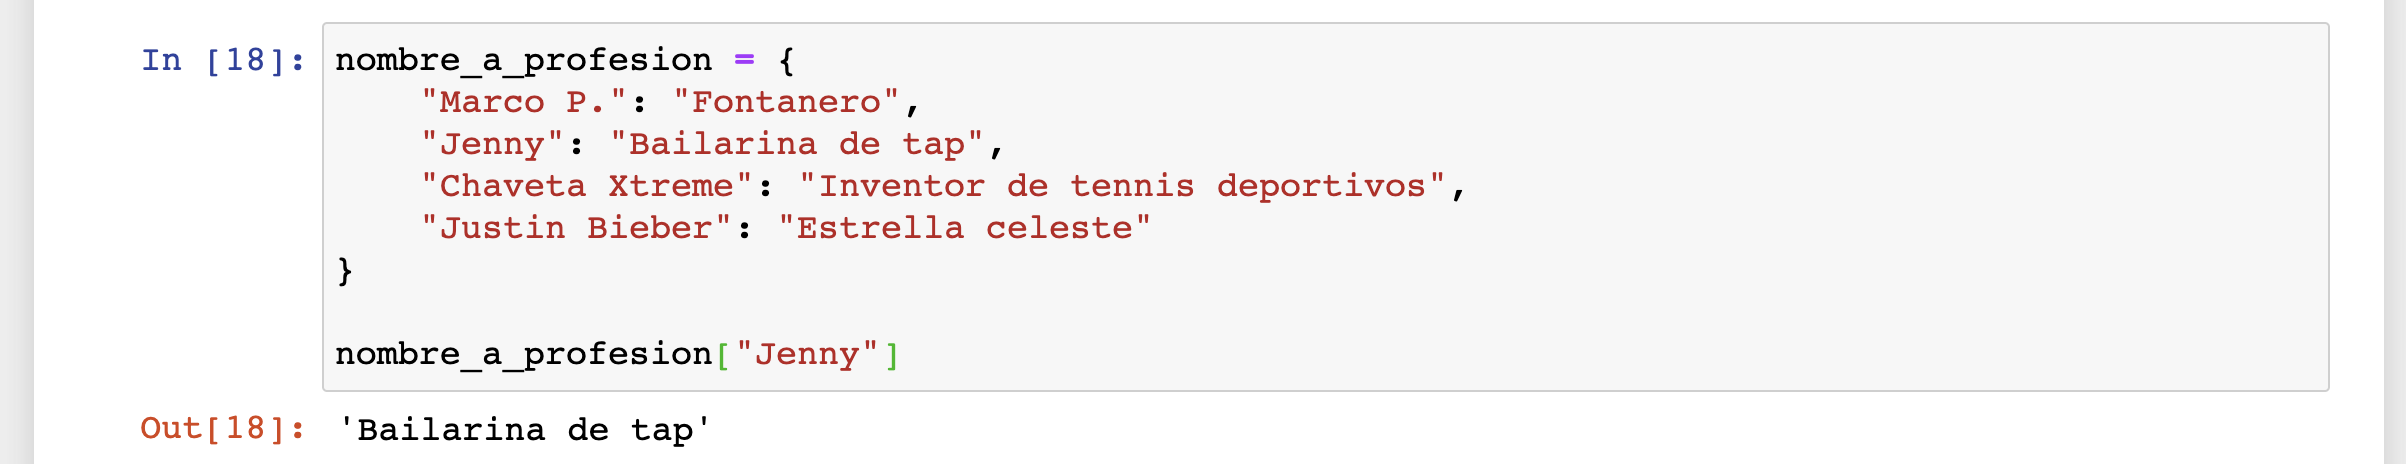 In [18]: nombre_a_profesion = {
    "Marco P.": "Fontanero",
    "Jenny": "Bailarina de tap",
    "Chaveta Xtreme": "Inventor de tennis deportivos",
    "Justin Bieber": "Estrella celeste"
}
nombre_a_profesion["Jenny"]
Out[18]: 'Bailarina de tap'